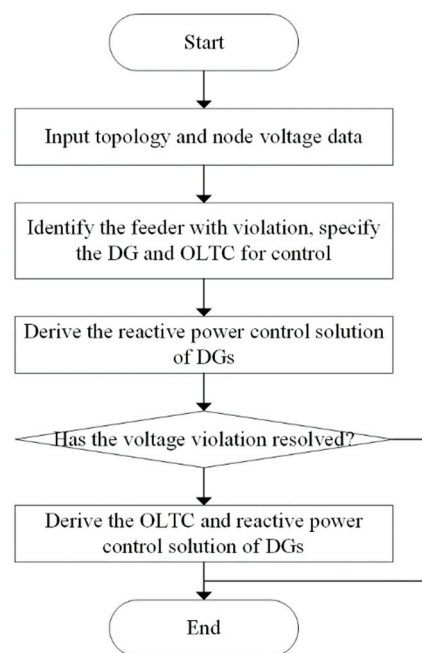 Start
Input topology and node voltage data
Identify the feeder with violation, specify
the DG and OLTC for control
Derive the reactive power control solution
of DGs
Has the voltage violation resolved?
Derive the OLTC and reactive power
control solution of DGs
End